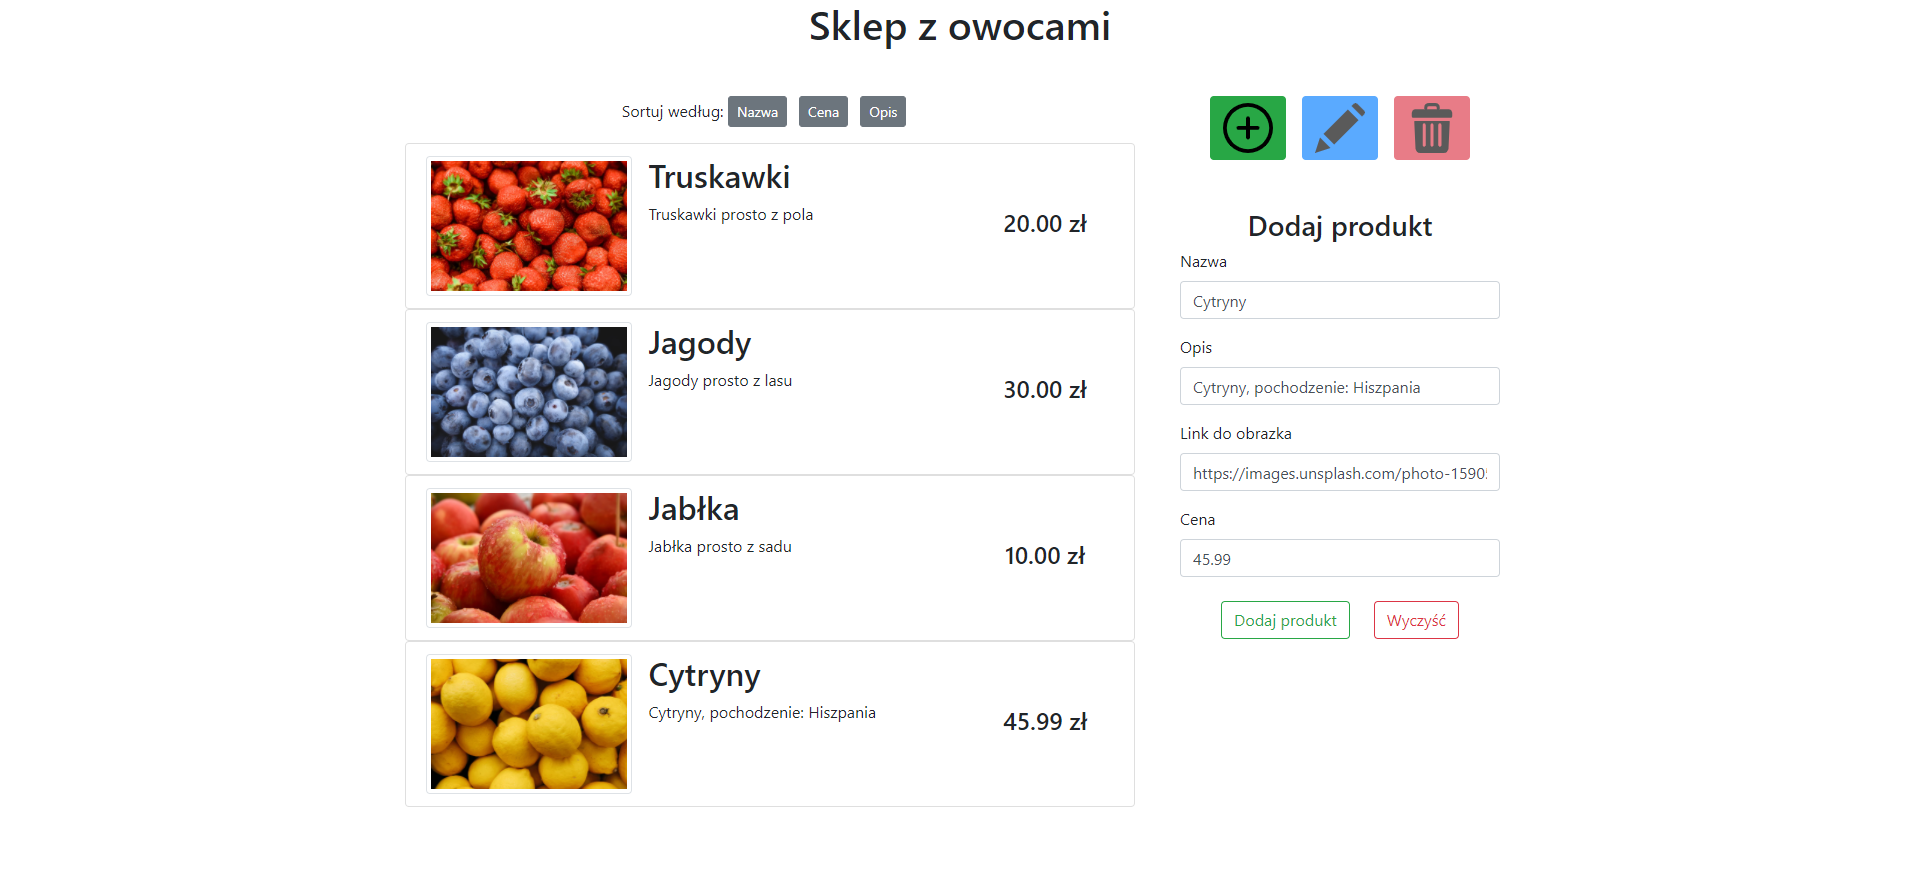 Sklep z owocami
Sortuj według: Nazwa Cena Opis
Truskawki
Truskawki prosto z pola
20.00 zł
Jagody
Jagody prosto z lasu
30.00 zł
Jabłka
Jabłka prosto z sadu
10.00 zł
Cytryny
Cytryny, pochodzenie: Hiszpania
45.99 zł
Dodaj produkt
Nazwa
Cytryny
Opis
Cytryny, pochodzenie: Hiszpania
Link do obrazka
https://images.unsplash.com/photo-1590
Cena
45.99
Dodaj produkt Wyczyść